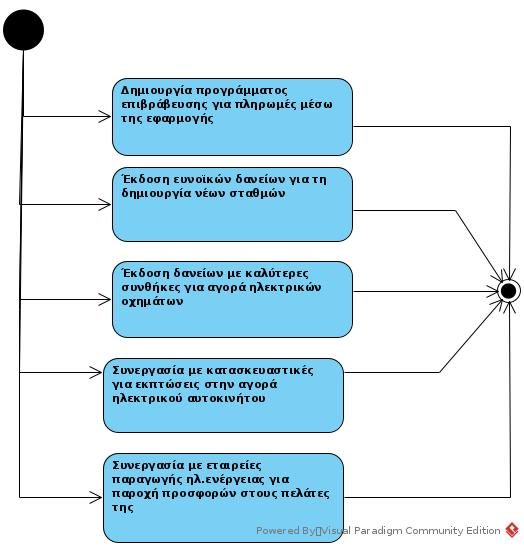 Δημιουργία προγράμματος
επιβράβευσης για πληρωμές μέσω
της εφαρμογής
Έκδοση ευνοϊκών δανείων για τη
δημιουργία νέων σταθμών
Έκδοση δανείων με καλύτερες
συνθήκες για αγορά ηλεκτρικών
οχημάτων
Συνεργασία με κατασκευαστικές
για εκπτώσεις στην αγορά
ηλεκτρικού αυτοκινήτου
Συνεργασία με εταιρείες
παραγωγής ηλ.ενέργειας για
παροχή προσφορών στους πελάτες
της
Powered By▯Visual Paradigm Community Edition